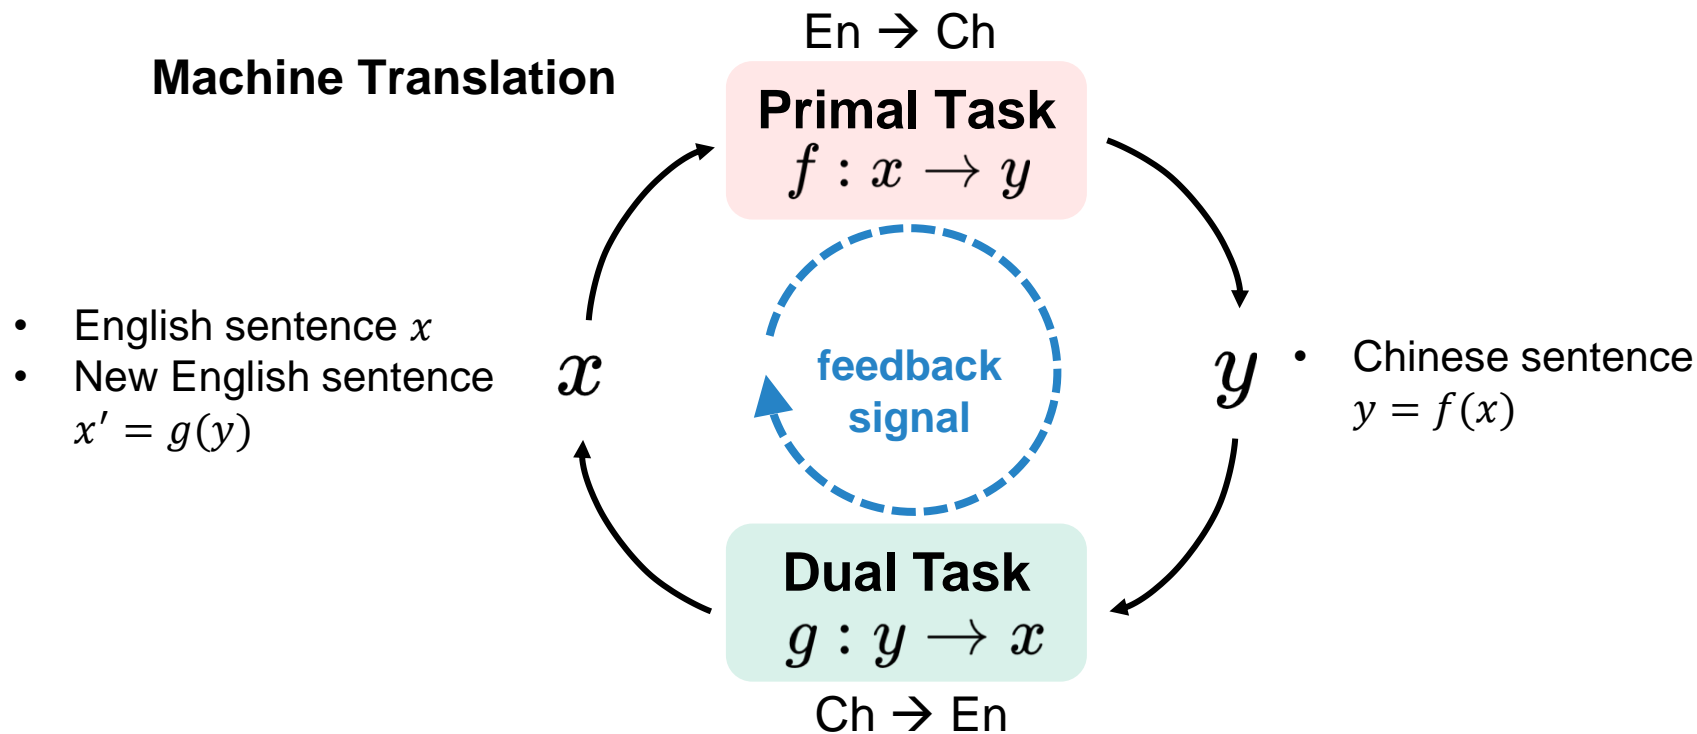 En → Ch
Machine Translation
Primal Task
f : x → y
• English sentence x
• New English sentence
x′ = g(y)
x
feedback
signal
y
• Chinese sentence
y = f(x)
Dual Task
g : y → x
Ch → En